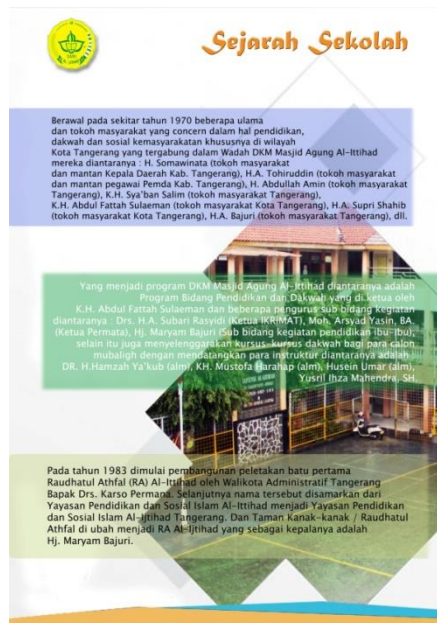 Sejarah Sekolah
Berawal pada sekitar tahun 1970 beberapa ulama
dan tokoh masyarakat yang concern dalam hal pendidikan,
dakwah dan sosial kemasyarakatan khususnya di wilayah
Kota Tangerang yang tergabung dalam Wadah DKM Masjid Agung Al-Ittihad
mereka diantaranya : H. Somawinata (tokoh masyarakat
dan mantan Kepala Daerah Kab. Tangerang), H.A. Tohiruddin (tokoh masyarakat
dan mantan pegawai Pemda Kab. Tangerang), H. Abdullah Amin (tokoh masyarakat
Tangerang), K.H. Sya'ban Salim (tokoh masyarakat Tangerang),
K.H. Abdul Fattah Sulaeman (tokoh masyarakat Kota Tangerang), H.A. Supri Shahib
(tokoh masyarakat Kota Tangerang), H.A. Bajuri (tokoh masyarakat Tangerang), dll.
Yang menjadi program DKM Masjid Agung Al-Ittihad diantaranya adalah
Program Bidang Pendidikan dan Dakwah yang di ketua oleh
K.H. Abdul Fattah Sulaeman dan beberapa pengurus sub bidang kegiatan
diantaranya : Drs. H.A. Subari Rasyidi (Ketua IKRIMAT), Moh. Arsyad Yasin, BA.
(Ketua Permata), Hj. Maryam Bajuri (Sub bidang kegiatan pendidikan ibu-ibu),
selain itu juga menyelenggarakan kursus-kursus dakwah bagi para calon
mubaligh dengan mendatangkan para instruktur diantaranya adalah :
DR. H.Hamzah Ya'kub (alm), KH. Mustofa Harahap (alm), Husein Umar (alm),
Yusril Ihza Mahendra, SH.
Pada tahun 1983 dimulai pembangunan peletakan batu pertama
Raudhatul Athfal (RA) Al-Ittihad oleh Walikota Administratif Tangerang
Bapak Drs. Karso Permana. Selanjutnya nama tersebut disamarkan dari
Yayasan Pendidikan dan Sosial Islam Al-Ittihad menjadi Yayasan Pendidikan
dan Sosial Islam Al-Ijtihad Tangerang. Dan Taman Kanak-kanak / Raudhatul
Athfal di ubah menjadi RA Al-Ijtihad yang sebagai kepalanya adalah
Hj. Maryam Bajuri.